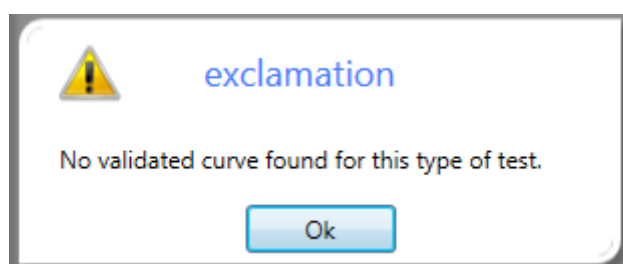 exclamation
No validated curve found for this type of test.
Ok